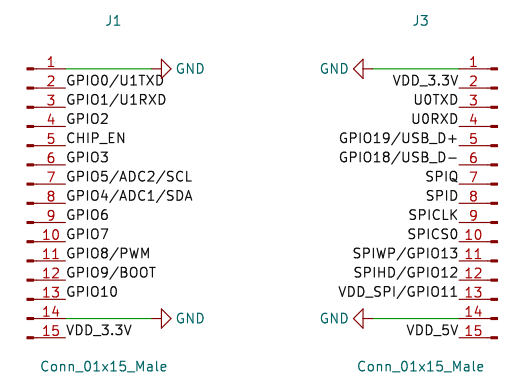 J1
1 GND
2 GPIO0/U1TXD
3 GPIO1/U1RXD
4 GPIO2
5 CHIP_EN
6 GPIO3
7 GPIO5/ADC2/SCL
8 GPIO4/ADC1/SDA
9 GPIO6
10 GPIO7
11 GPIO8/PWM
12 GPIO9/BOOT
13 GPIO10
14 GND
15 VDD_3.3V
Conn_01x15_Male
J3
GND 1
VDD_3.3V 2
U0TXD 3
U0RXD 4
GPIO19/USB_D+ 5
GPIO18/USB_D- 6
SPIQ 7
SPID 8
SPICLK 9
SPICS0 10
SPIWP/GPIO13 11
SPIHD/GPIO12 12
VDD_SPI/GPIO11 13
GND 14
VDD_5V 15
Conn_01x15_Male